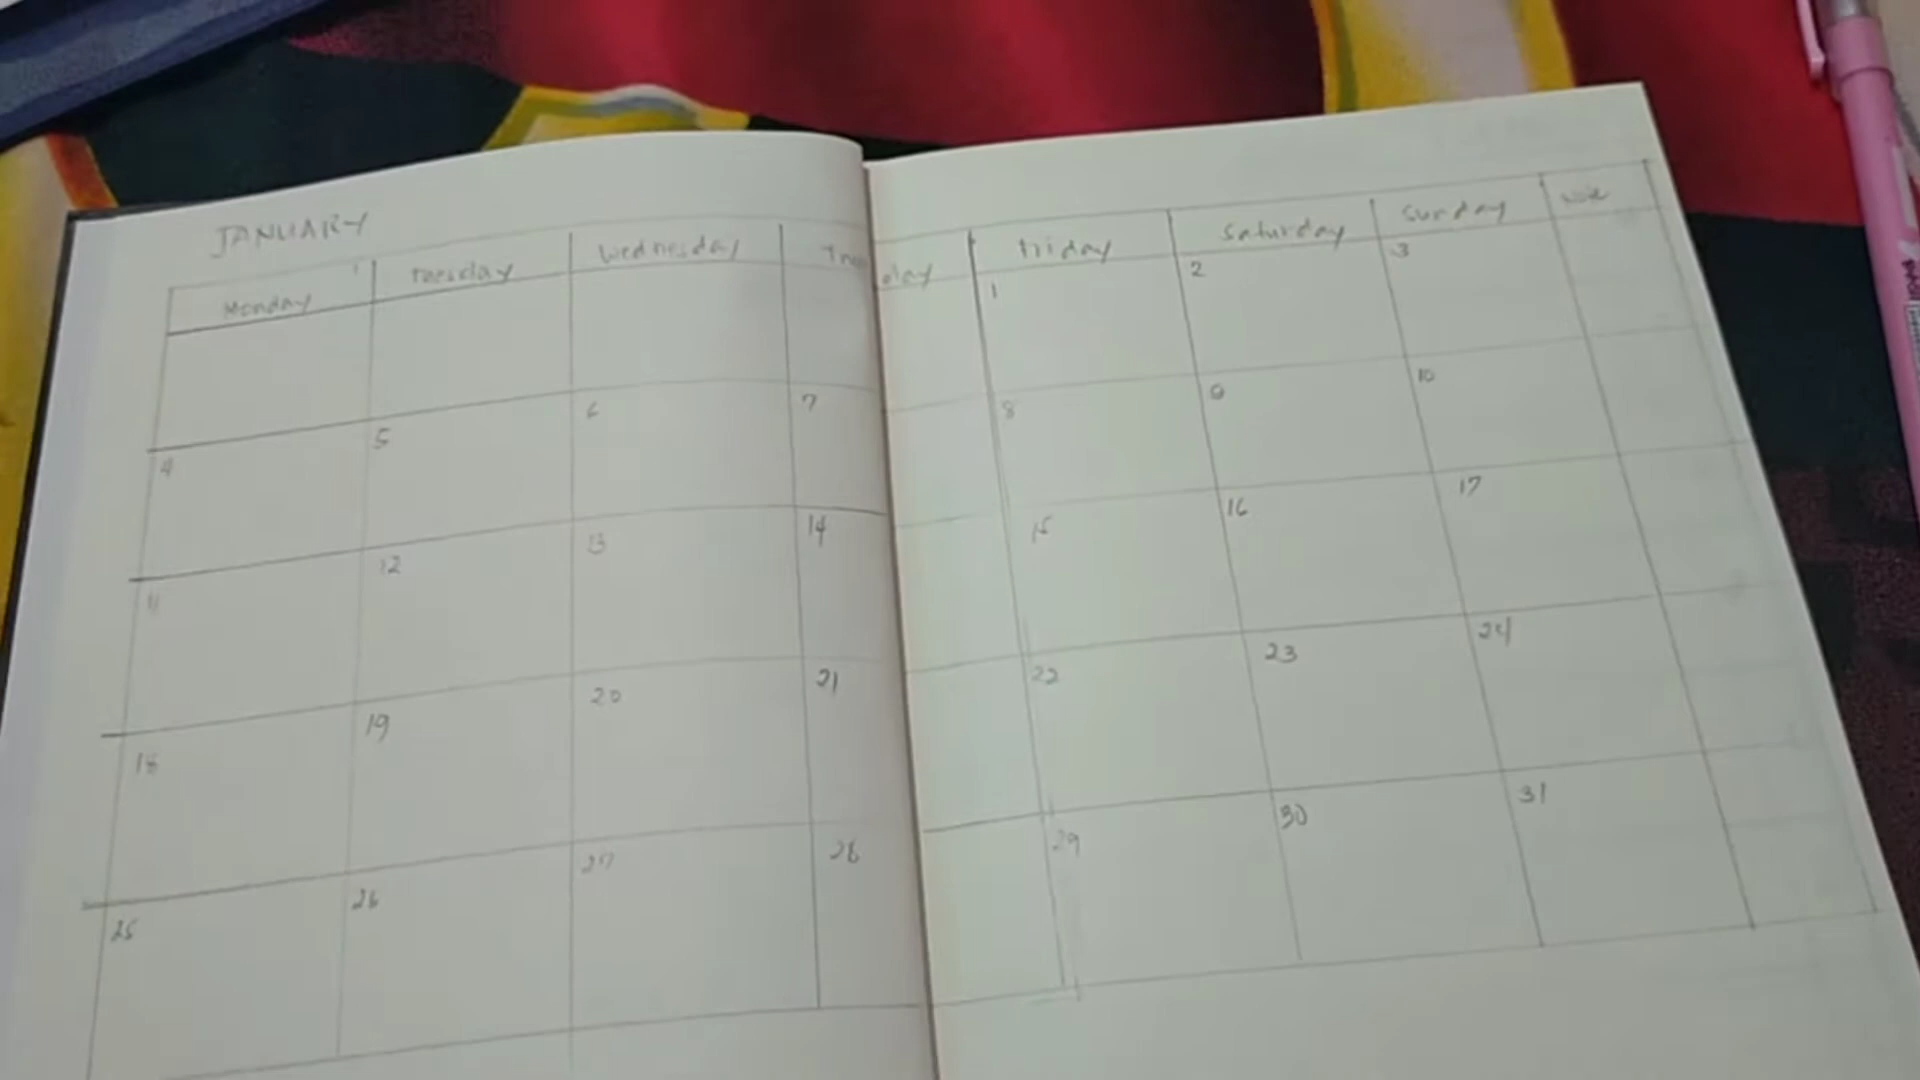 JANUARY
Monday Tuesday Wednesday Thursday Friday Saturday Sunday
1 2 3
4 5 6 7 8 9 10
11 12 13 14 15 16 17
18 19 20 21 22 23 24
25 26 27 28 29 30 31